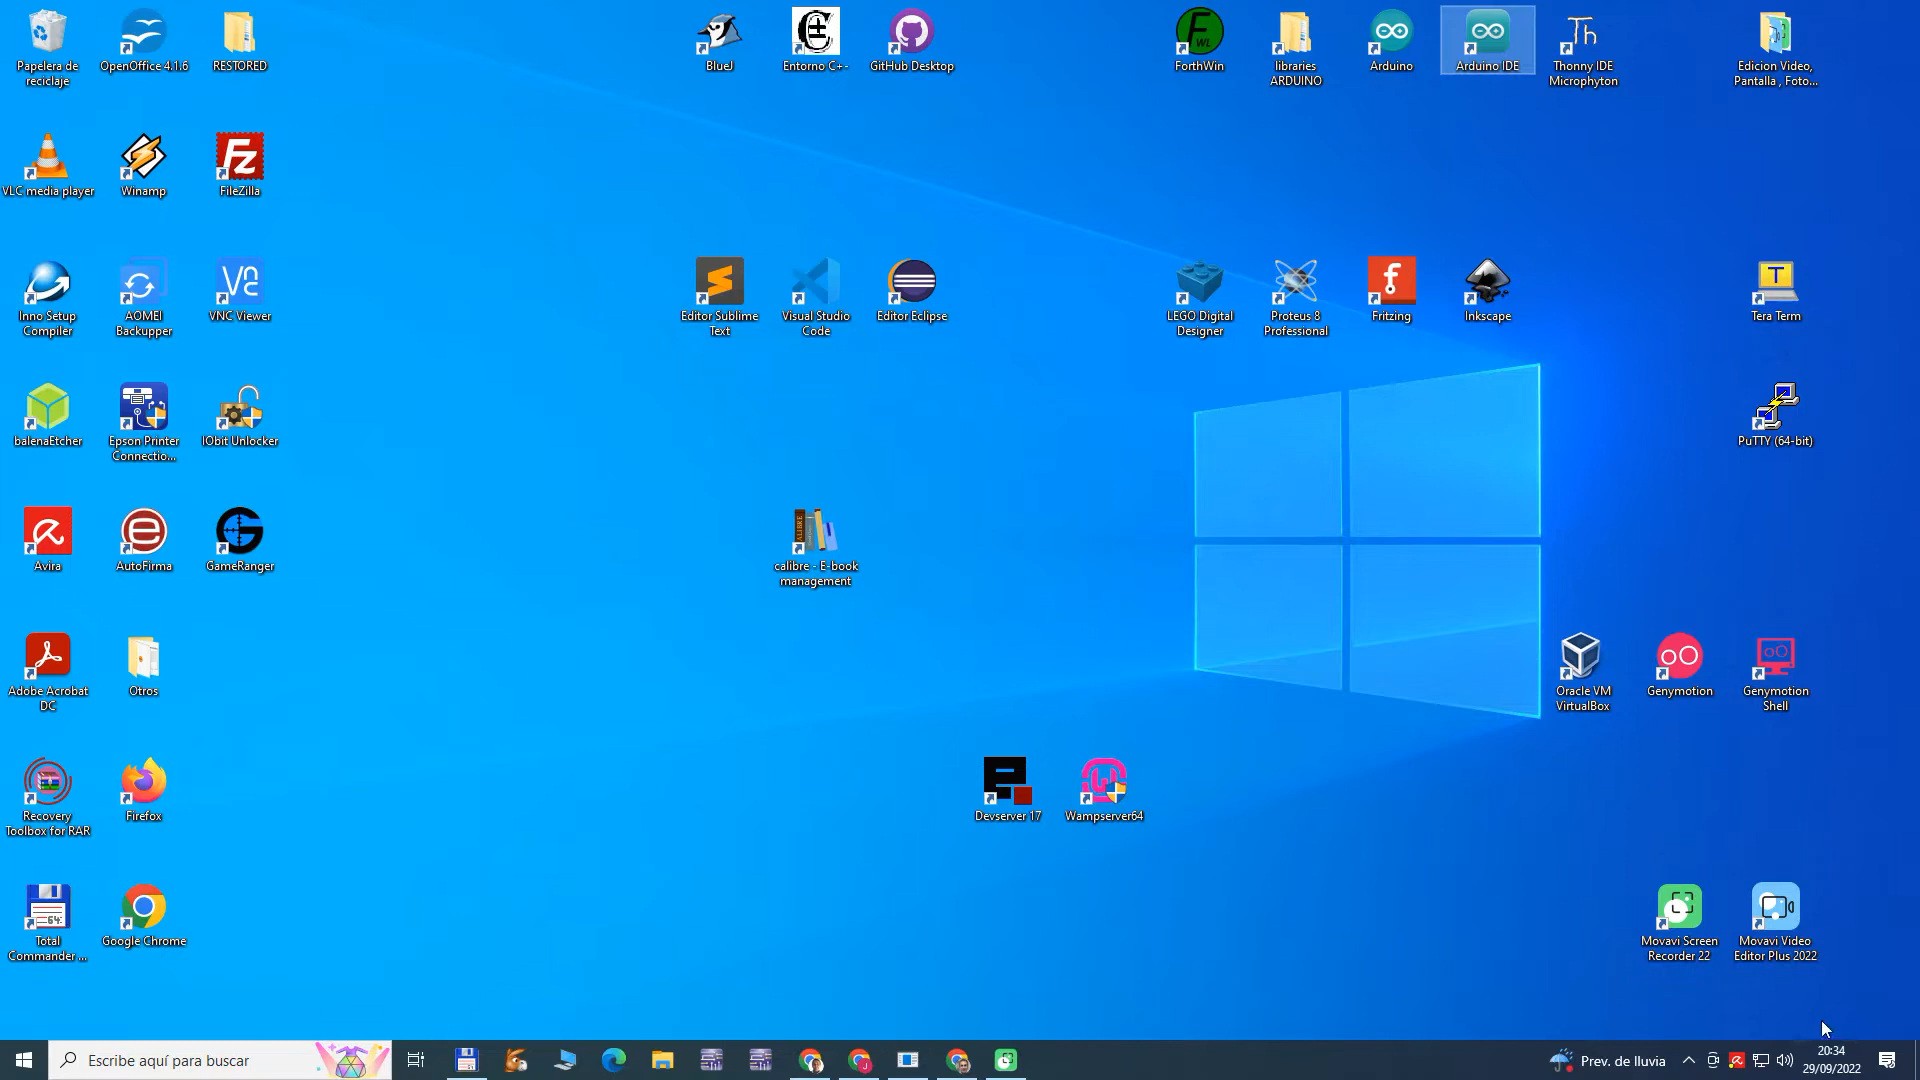 Papelera de
reciclaje
OpenOffice 4.1.6
RESTORED
BlueJ
Entorno C+-
GitHub Desktop
ForthWin
libraries
ARDUINO
Arduino
Arduino IDE
Thonny IDE
Microphyton
Edicion Video,
Pantalla , Foto...
VLC media player
Winamp
FileZilla
Inno Setup
Compiler
AOMEI
Backupper
VNC Viewer
Editor Sublime
Text
Visual Studio
Code
Editor Eclipse
LEGO Digital
Designer
Proteus 8
Professional
Fritzing
Inkscape
Tera Term
balenaEtcher
Epson Printer
Connectio...
IObit Unlocker
PuTTY (64-bit)
Avira
AutoFirma
GameRanger
calibre - E-book
management
Adobe Acrobat
DC
Otros
Oracle VM
VirtualBox
Genymotion
Genymotion
Shell
Recovery
Toolbox for RAR
Firefox
Devserver 17
Wampserver64
Total
Commander ...
Google Chrome
Movavi Screen
Recorder 22
Movavi Video
Editor Plus 2022
Escribe aquí para buscar
Prev. de lluvia
20:34
29/09/2022